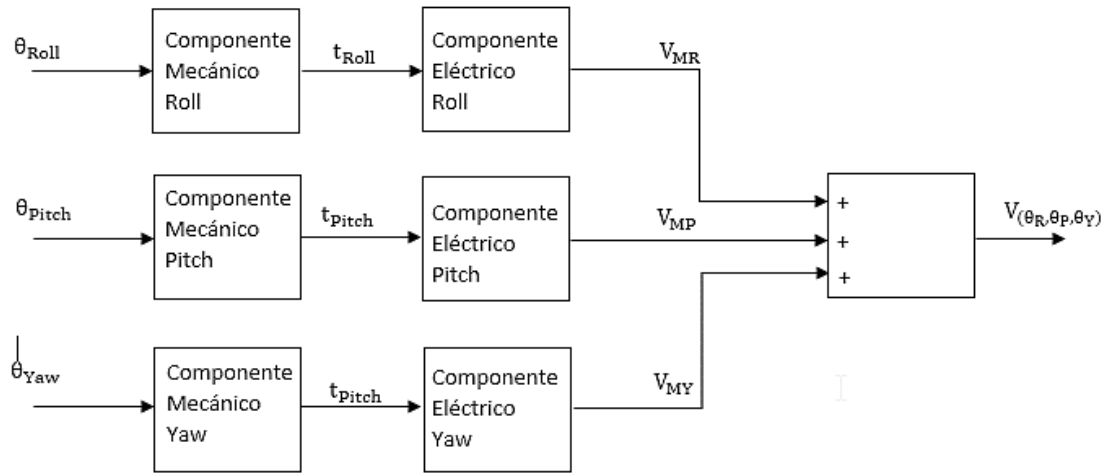 θRoll
Componente
Mecánico
Roll
tRoll
Componente
Eléctrico
Roll
VMR
θPitch
Componente
Mecánico
Pitch
tPitch
Componente
Eléctrico
Pitch
VMP
+
+
+
V(θR,θP,θY)
θYaw
Componente
Mecánico
Yaw
tPitch
Componente
Eléctrico
Yaw
VMY